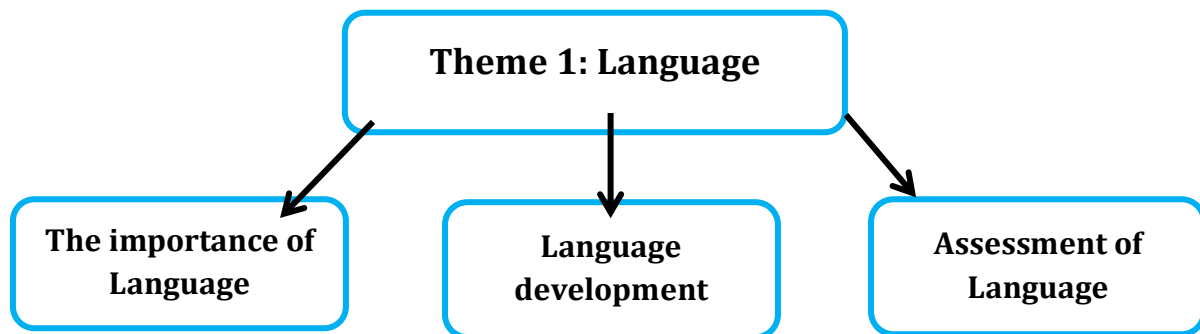 Theme 1: Language
The importance of
Language
Language
development
Assessment of
Language